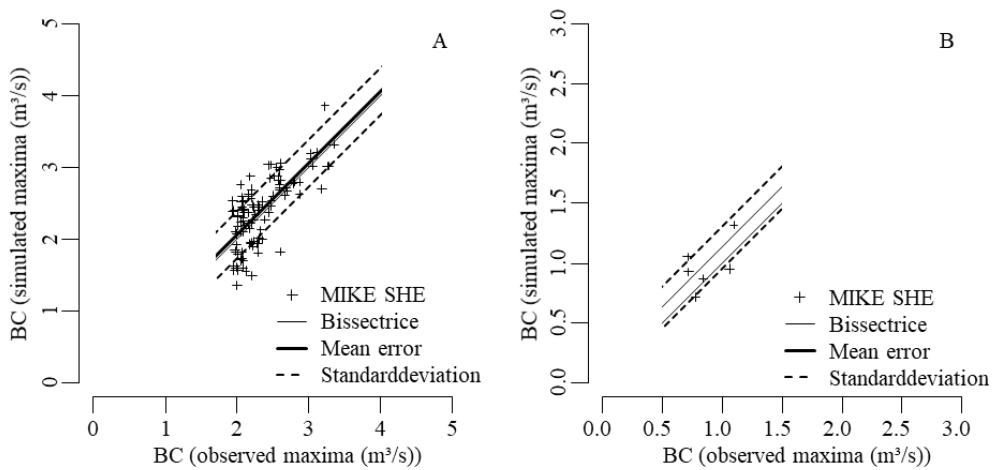 A
BC (simulated maxima (m³/s))
5
4
3
2
1
0
MIKE SHE
Bissectrice
Mean error
Standarddeviation
0 1 2 3 4 5
BC (observed maxima (m³/s))
B
BC (simulated maxima (m³/s))
3.0
2.5
2.0
1.5
1.0
0.5
0.0
MIKE SHE
Bissectrice
Mean error
Standarddeviation
0.0 0.5 1.0 1.5 2.0 2.5 3.0
BC (observed maxima (m³/s))